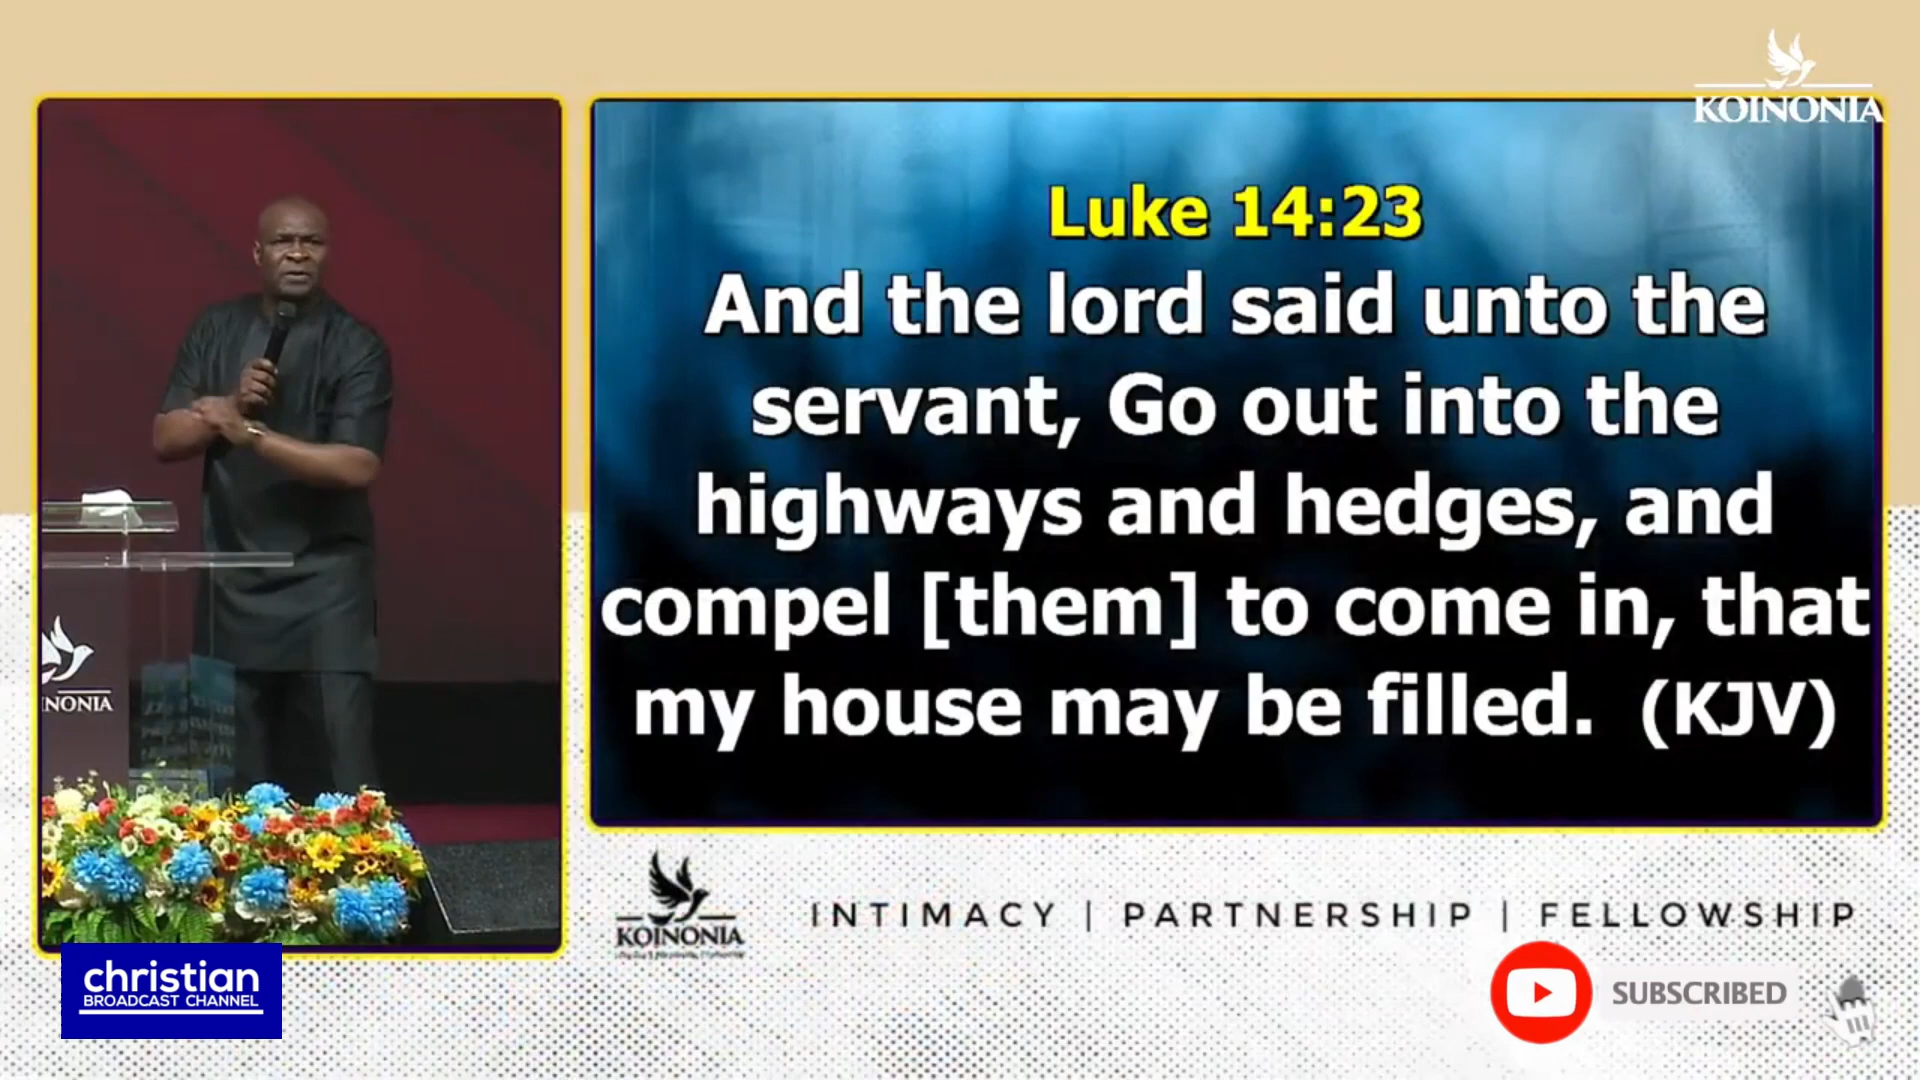 KOINONIA
Luke 14:23
And the lord said unto the
servant, Go out into the
highways and hedges, and
compel [them] to come in, that
my house may be filled. (KJV)
INONIA
KOINONIA
INTIMACY | PARTNERSHIP | FELLOWSHIP
christian
BROADCAST CHANNEL
SUBSCRIBED